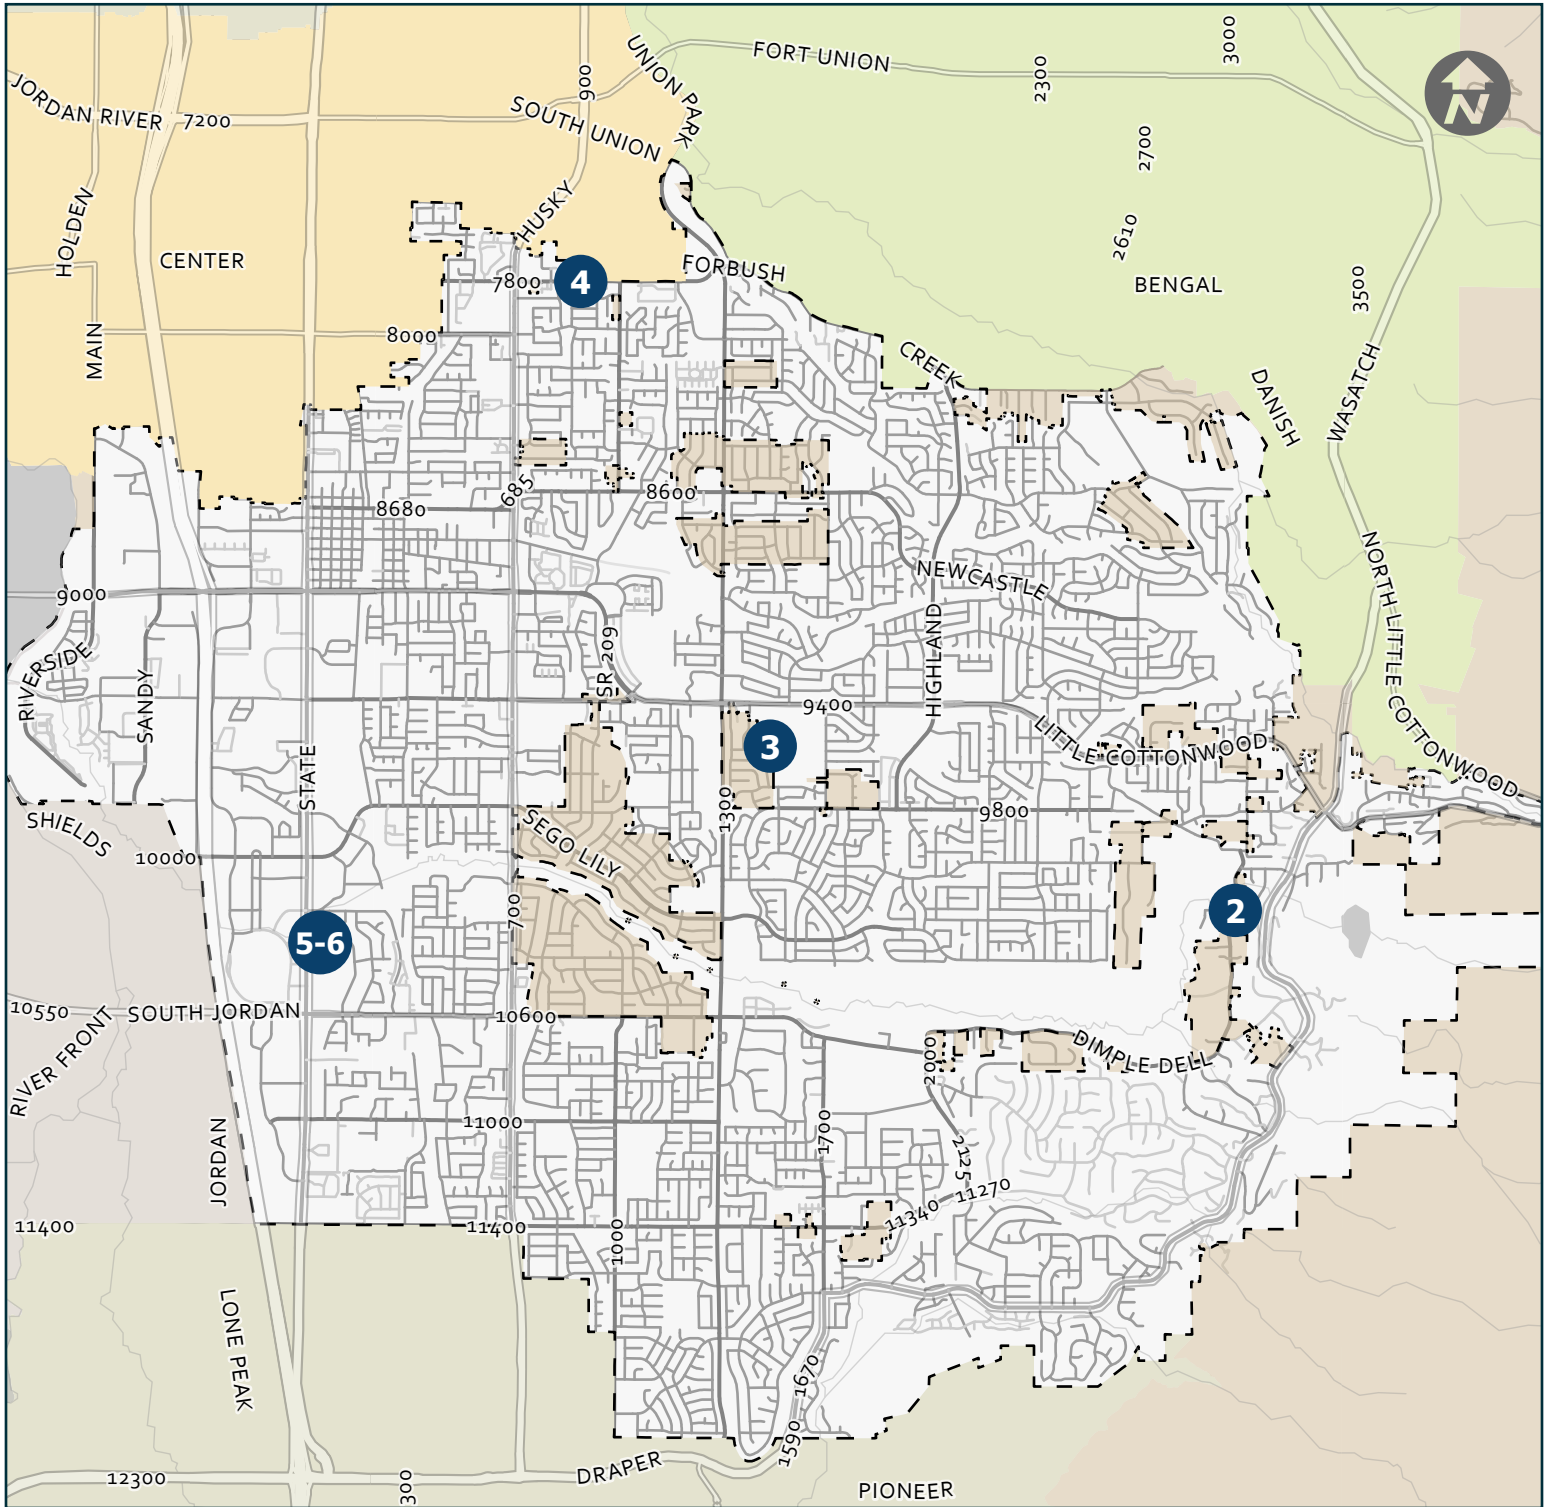 FORT UNION
3000
UNION PARK
2300
900
N
JORDAN RIVER
7200
SOUTH UNION
2700
HOLDEN
HUSKY
2610
CENTER
FORBUSH
7800
4
BENGAL
3500
MAIN
8000
CREEK
DANISH
WASATCH
685
8600
8680
NORTH LITTLE COTTONWOOD
NEWCASTLE
9000
RIVERSIDE
SANDY
SR 209
HIGHLAND
9400
LITTLE COTTONWOOD
3
STATE
1300
9800
SHIELDS
SEGO LILY
10000
700
2
5-6
10550
SOUTH JORDAN
10600
RIVER FRONT
2000
DIMPLE DELL
JORDAN
11000
1700
2125
11270
11340
11400
11400
1000
LONE PEAK
1670
1590
DRAPER
12300
300
PIONEER